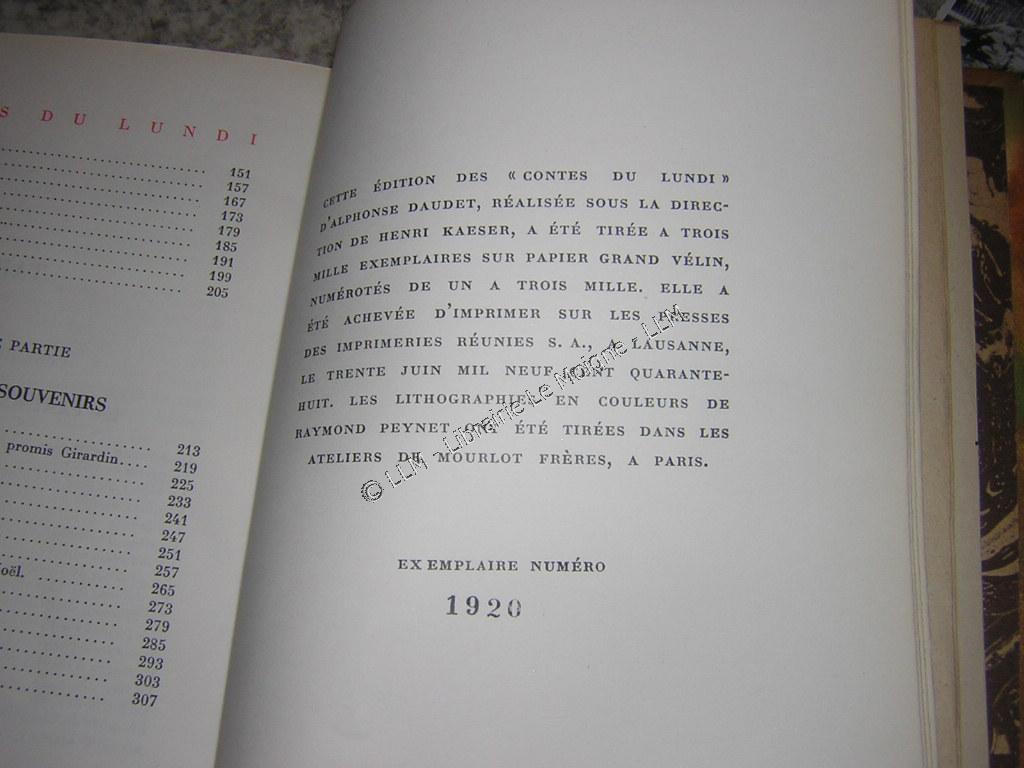 S DU LUNDI
151
157
167
173
179
185
191
199
205
PARTIE
SOUVENIRS
213
promis Girardin.... 219
225
233
241
247
251
257
265
273
279
285
293
303
307
CETTE ÉDITION DES « CONTES DU LUNDI »
D'ALPHONSE DAUDET, RÉALISÉE SOUS LA DIREC-
TION DE HENRI KAESER, A ÉTÉ TIRÉE A TROIS
MILLE EXEMPLAIRES SUR PAPIER GRAND VÉLIN,
NUMÉROTÉS DE UN A TROIS MILLE. ELLE A
ÉTÉ ACHEVÉE D'IMPRIMER SUR LES PRESSES
DES IMPRIMERIES RÉUNIES S. A., A LAUSANNE,
LE TRENTE JUIN MIL NEUF CENT QUARANTE-
HUIT. LES LITHOGRAPHIES EN COULEURS DE
RAYMOND PEYNET ONT ÉTÉ TIRÉES DANS LES
ATELIERS DE MOURLOT FRÈRES, A PARIS.
EXEMPLAIRE NUMÉRO
1920
© LLM - Librairie Le Moigne - LLM